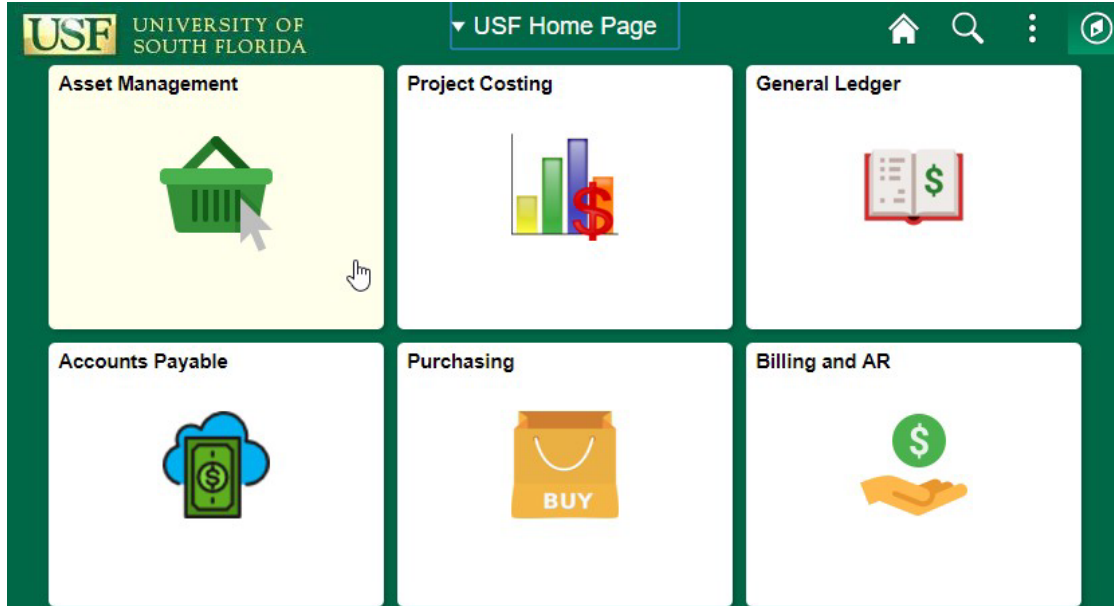 USF UNIVERSITY OF
SOUTH FLORIDA
USF Home Page
Asset Management
Project Costing
General Ledger
$
$
Accounts Payable
Purchasing
Billing and AR
$
BUY
$